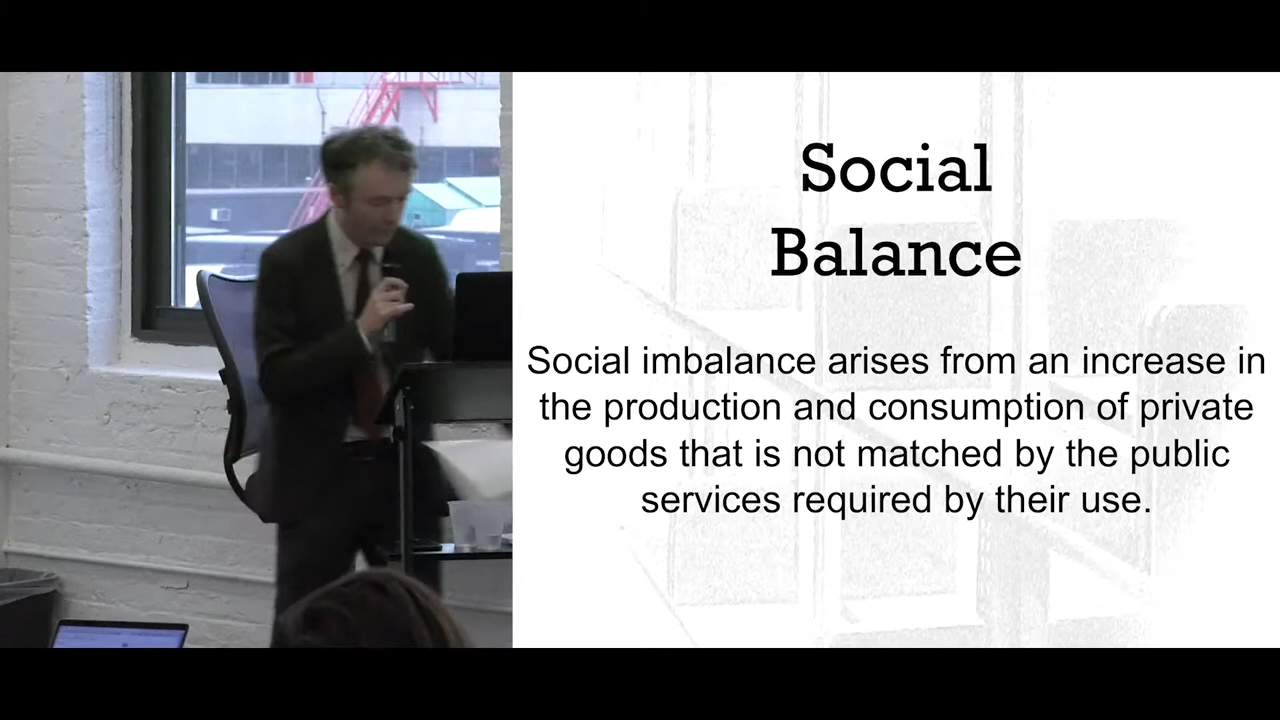 Social
Balance
Social imbalance arises from an increase in
the production and consumption of private
goods that is not matched by the public
services required by their use.